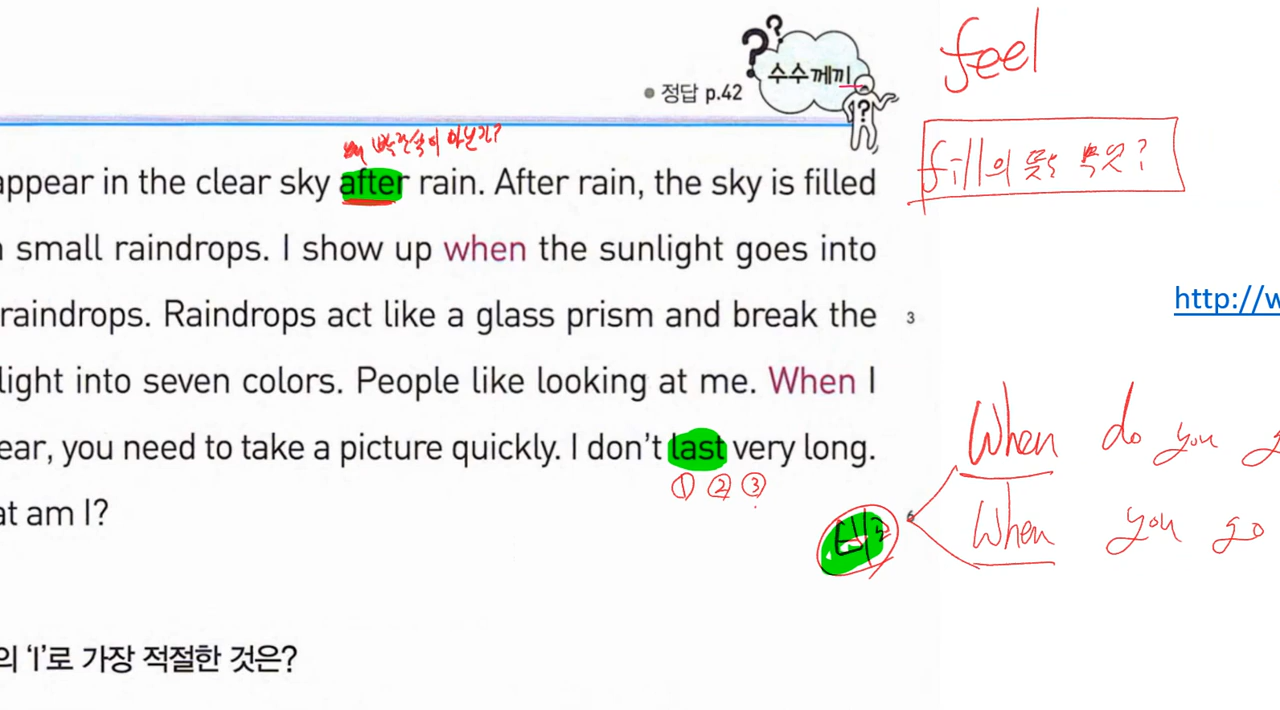 ? ?
수수께끼
?
feel
● 정답 p.42
appear in the clear sky after rain. After rain, the sky is filled
fill의 뜻은 무엇?
small raindrops. I show up when the sunlight goes into
http://w
raindrops. Raindrops act like a glass prism and break the
3
light into seven colors. People like looking at me. When I
When do you g
ear, you need to take a picture quickly. I don't last very long.
① ② ③
at am I?
6
When you go
의 'I'로 가장 적절한 것은?